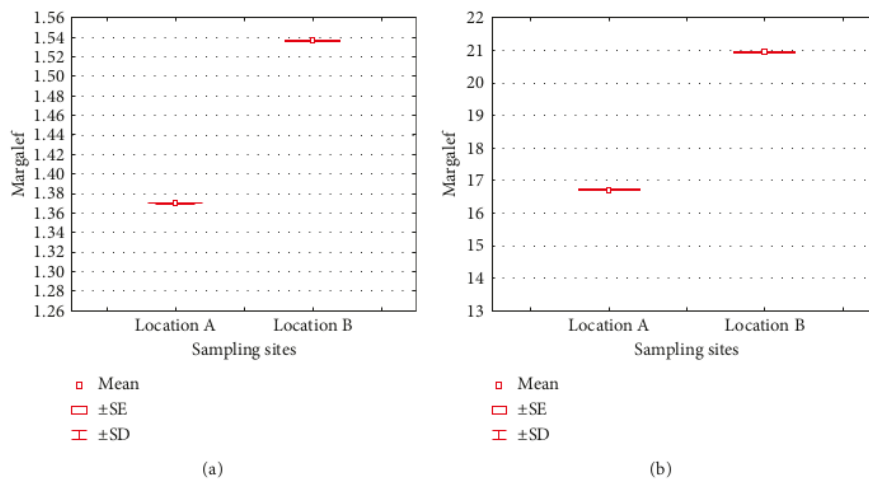 1.56
1.54
1.52
1.50
1.48
1.46
1.44
1.42
1.40
1.38
1.36
1.34
1.32
1.30
1.28
1.26
Margalef
Location A Location B
Sampling sites
Mean
±SE
±SD
(a)
22
21
20
19
18
17
16
15
14
13
Margalef
Location A Location B
Sampling sites
Mean
±SE
±SD
(b)